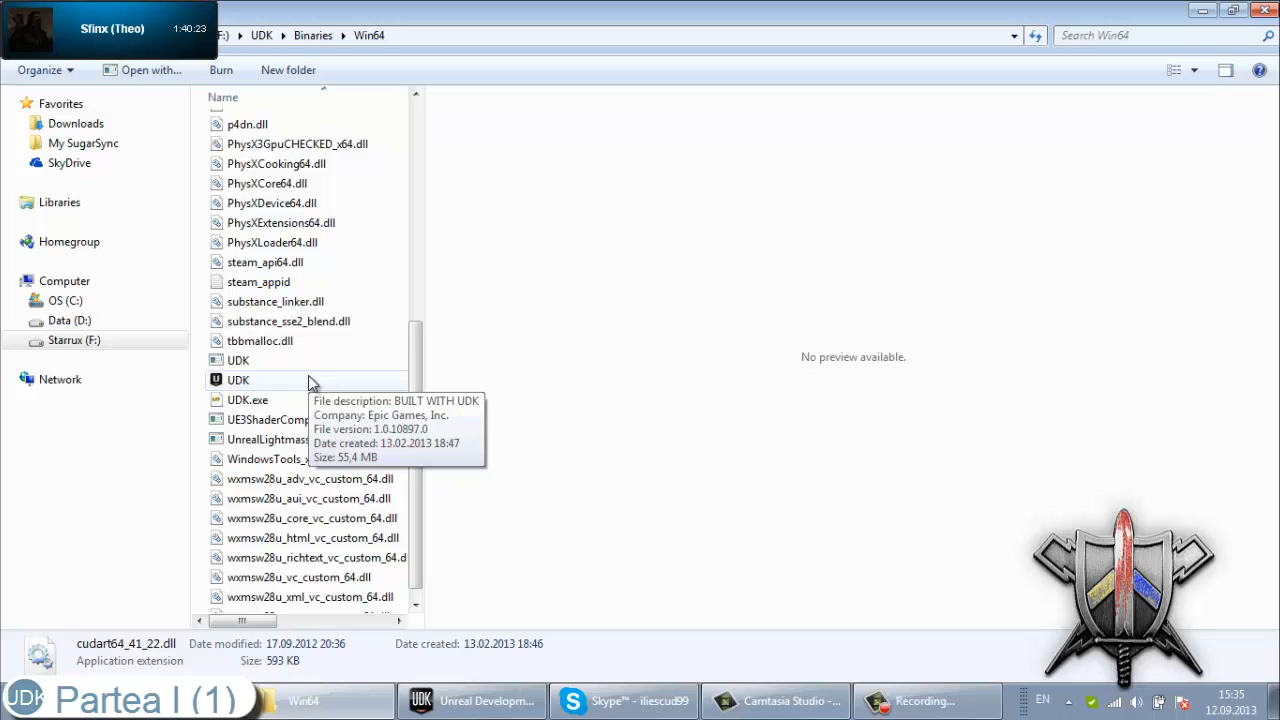 Sfinx (Theo) 1:40:23
F:) UDK Binaries Win64
Search Win64
Organize Open with... Burn New folder
Name
Favorites
Downloads
My SugarSync
SkyDrive
Libraries
Homegroup
Computer
OS (C:)
Data (D:)
Starrux (F:)
Network
p4dn.dll
PhysX3GpuCHECKED_x64.dll
PhysXCooking64.dll
PhysXCore64.dll
PhysXDevice64.dll
PhysXExtensions64.dll
PhysXLoader64.dll
steam_api64.dll
steam_appid
substance_linker.dll
substance_sse2_blend.dll
tbbmalloc.dll
UDK
UDK
UDK.exe
UE3ShaderComp
UnrealLightmass
WindowsTools_x
wxmsw28u_adv_vc_custom_64.dll
wxmsw28u_aui_vc_custom_64.dll
wxmsw28u_core_vc_custom_64.dll
wxmsw28u_html_vc_custom_64.dll
wxmsw28u_richtext_vc_custom_64.d
wxmsw28u_vc_custom_64.dll
wxmsw28u_xml_vc_custom_64.dll
File description: BUILT WITH UDK
Company: Epic Games, Inc.
File version: 1.0.10897.0
Date created: 13.02.2013 18:47
Size: 55,4 MB
No preview available.
cudart64_41_22.dll Date modified: 17.09.2012 20:36 Date created: 13.02.2013 18:46
Application extension Size: 593 KB
UDK Partea I (1)
Win64
UDK Unreal Developm...
Skype™ - iliescud99
Camtasia Studio -...
Recording...
EN
15:35
12.09.2013